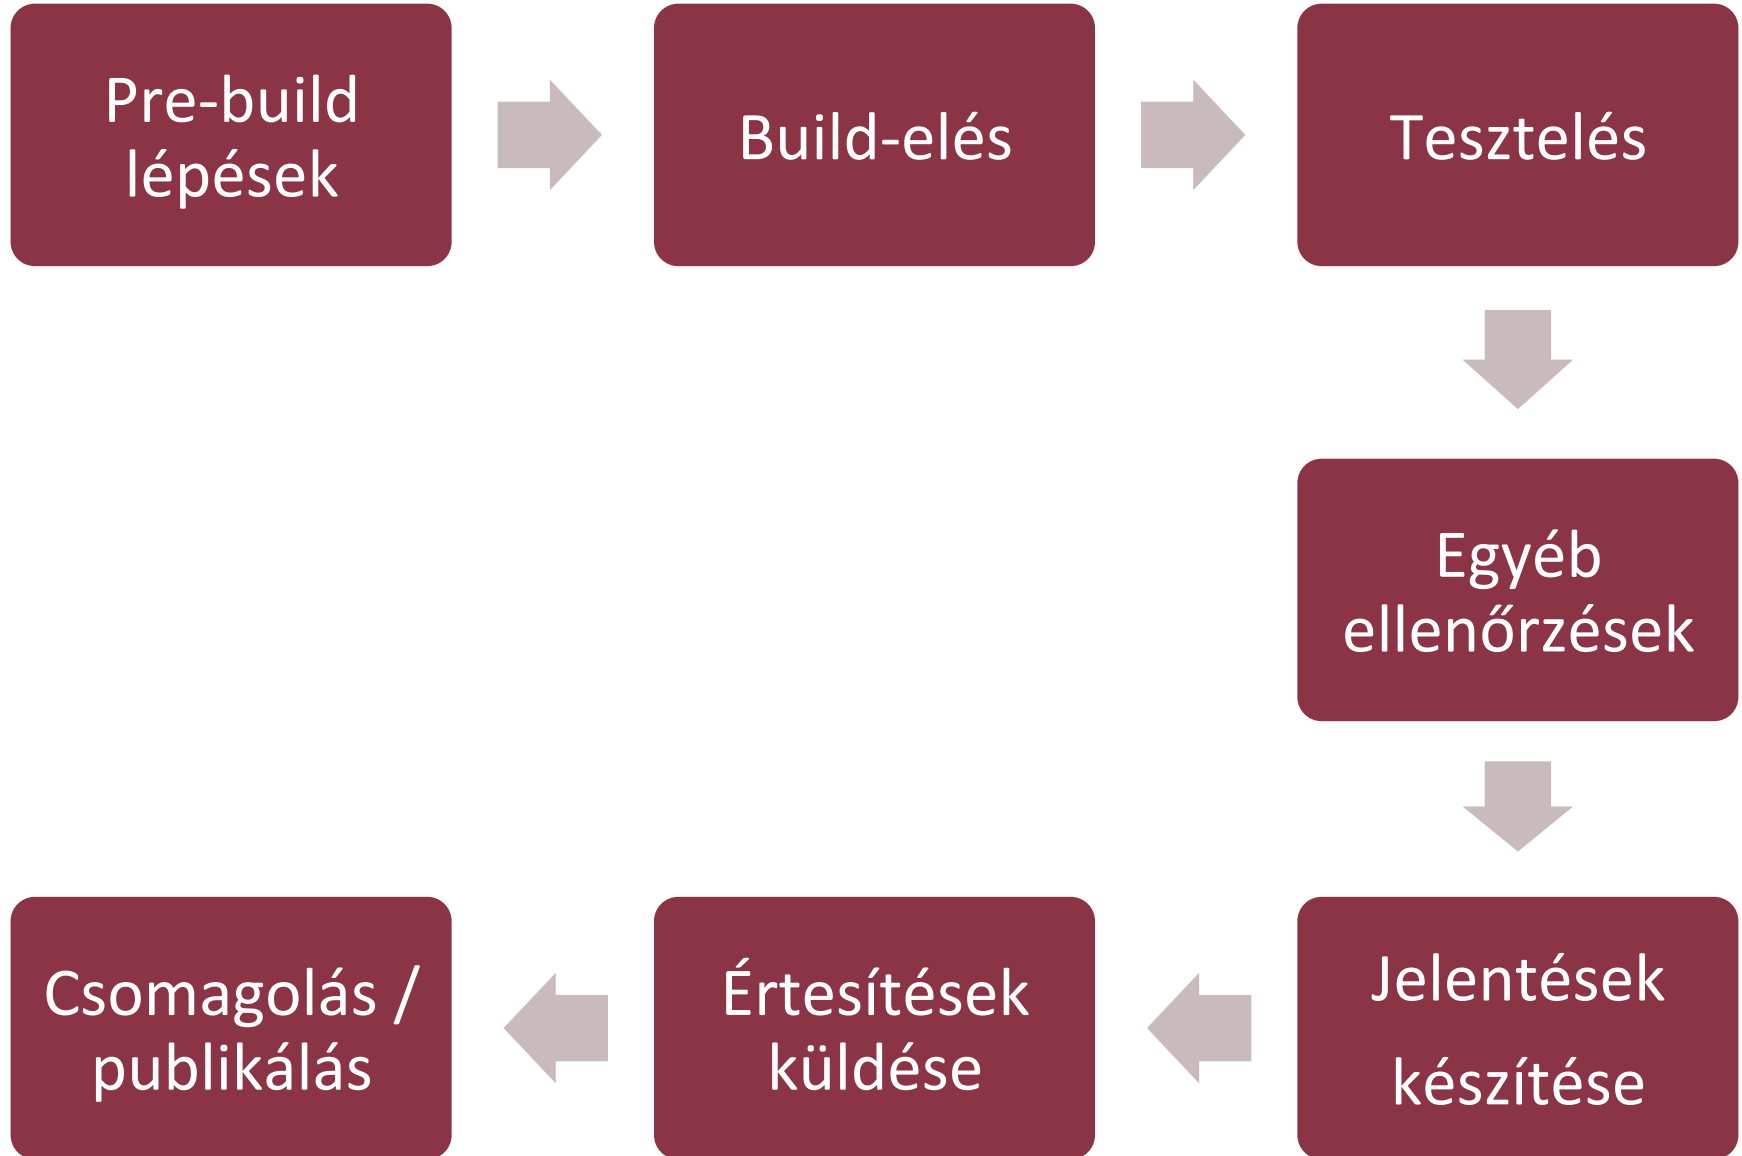 Pre-build
lépések
Build-elés
Tesztelés
Egyéb
ellenőrzések
Jelentések
készítése
Értesítések
küldése
Csomagolás /
publikálás